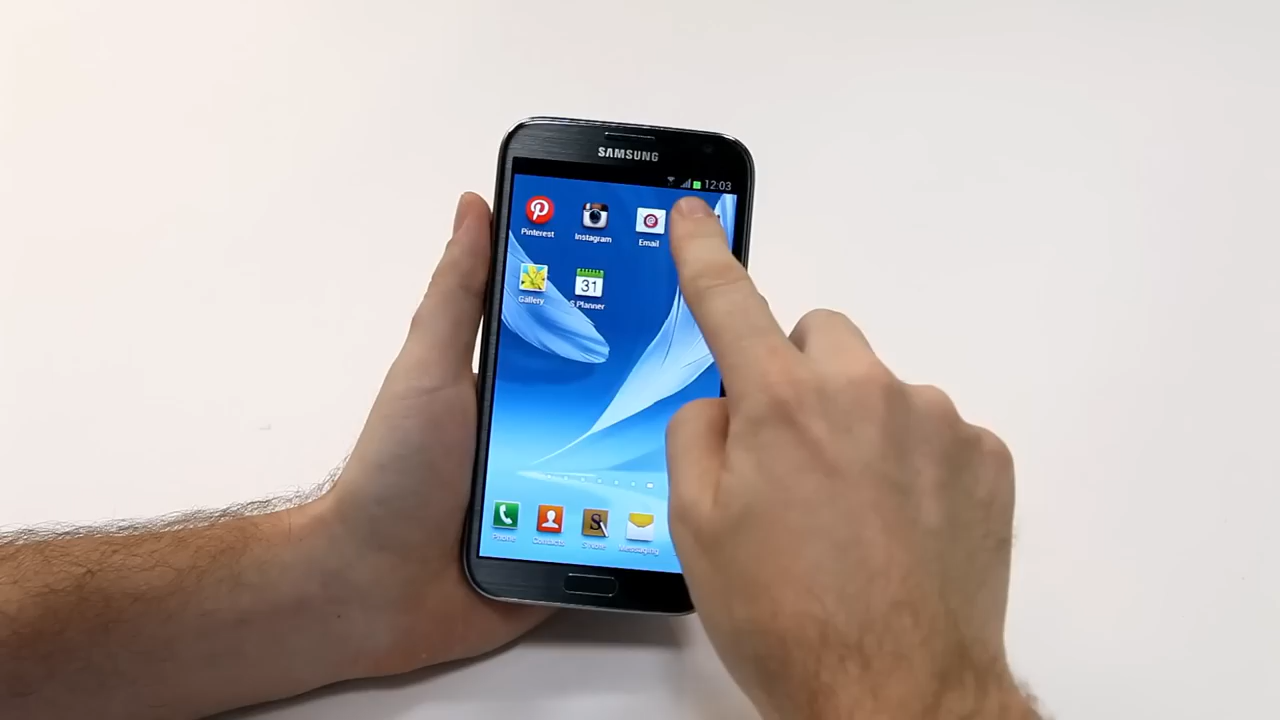 SAMSUNG
12:03
Pinterest
Instagram
Email
@
31
Gallery
S Planner
S
Phone
Contacts
S Note
Messaging